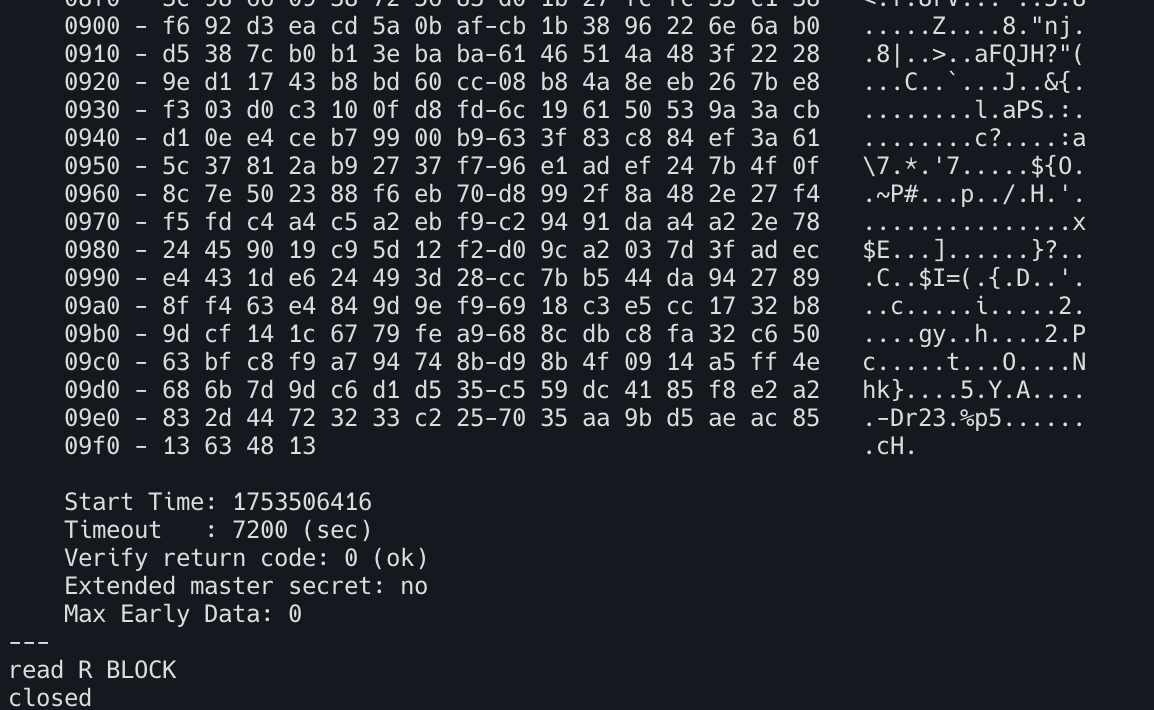 0900 - f6 92 d3 ea cd 5a 0b af-cb 1b 38 96 22 6e 6a b0   .....Z....8."nj.
0910 - d5 38 7c b0 b1 3e ba ba-61 46 51 4a 48 3f 22 28   .8|..>..aFQJH?"(
0920 - 9e d1 17 43 b8 bd 60 cc-08 b8 4a 8e eb 26 7b e8   ...C..`...J..&{.
0930 - f3 03 d0 c3 10 0f d8 fd-6c 19 61 50 53 9a 3a cb   ........l.aPS.:.
0940 - d1 0e e4 ce b7 99 00 b9-63 3f 83 c8 84 ef 3a 61   ........c?....:a
0950 - 5c 37 81 2a b9 27 37 f7-96 e1 ad ef 24 7b 4f 0f   \7.*.'7.....${O.
0960 - 8c 7e 50 23 88 f6 eb 70-d8 99 2f 8a 48 2e 27 f4   .~P#...p../.H.'.
0970 - f5 fd c4 a4 c5 a2 eb f9-c2 94 91 da a4 a2 2e 78   ...............x
0980 - 24 45 90 19 c9 5d 12 f2-d0 9c a2 03 7d 3f ad ec   $E...]......}?..
0990 - e4 43 1d e6 24 49 3d 28-cc 7b b5 44 da 94 27 89   .C..$I=(.{.D..'.
09a0 - 8f f4 63 e4 84 9d 9e f9-69 18 c3 e5 cc 17 32 b8   ..c.....i.....2.
09b0 - 9d cf 14 1c 67 79 fe a9-68 8c db c8 fa 32 c6 50   ....gy..h....2.P
09c0 - 63 bf c8 f9 a7 94 74 8b-d9 8b 4f 09 14 a5 ff 4e   c.....t...O....N
09d0 - 68 6b 7d 9d c6 d1 d5 35-c5 59 dc 41 85 f8 e2 a2   hk}....5.Y.A....
09e0 - 83 2d 44 72 32 33 c2 25-70 35 aa 9b d5 ae ac 85   .-Dr23.%p5......
09f0 - 13 63 48 13   .cH.
Start Time: 1753506416
Timeout   : 7200 (sec)
Verify return code: 0 (ok)
Extended master secret: no
Max Early Data: 0
---
read R BLOCK
closed